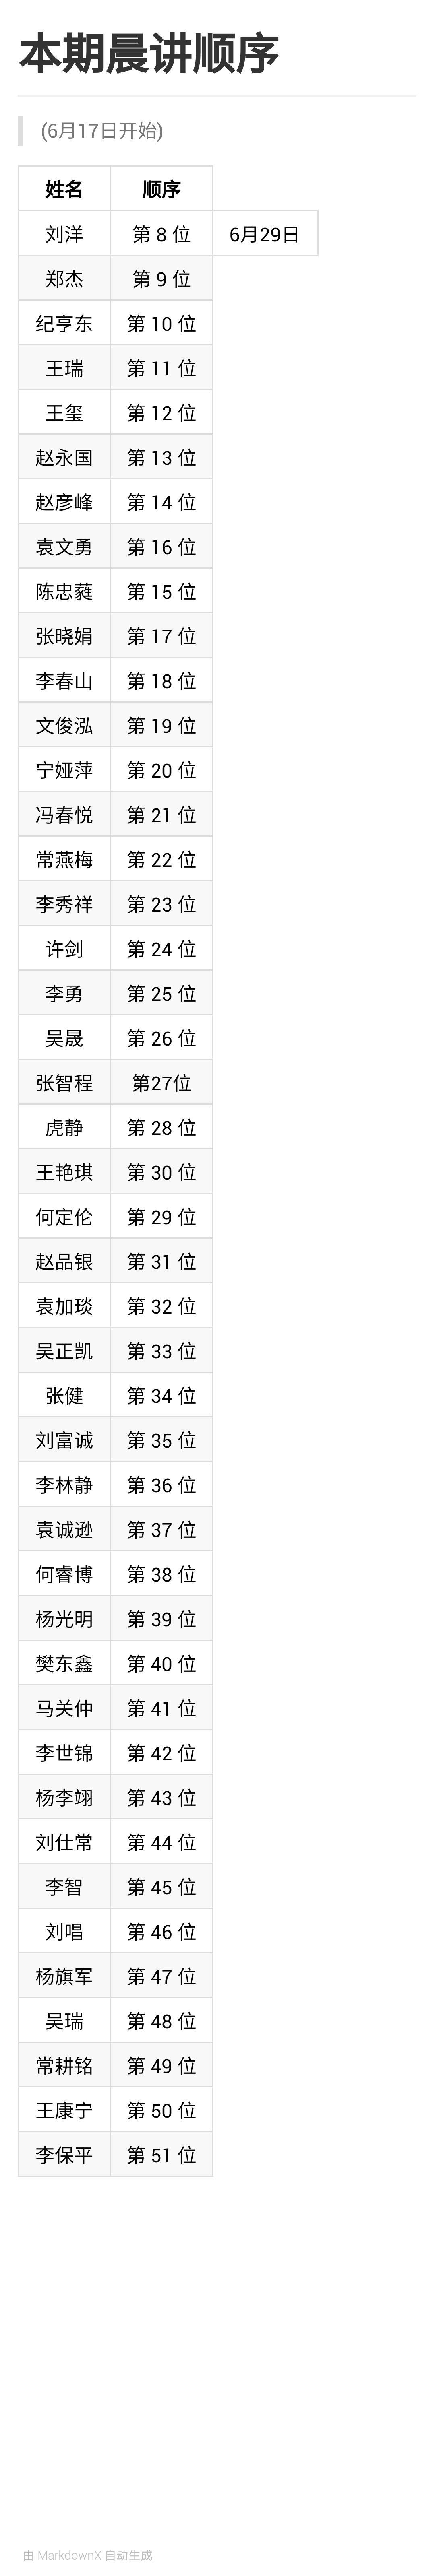 本期晨讲顺序
(6月17日开始)
姓名 顺序
刘洋 第 8 位 6月29日
郑杰 第 9 位
纪亨东 第 10 位
王瑞 第 11 位
王玺 第 12 位
赵永国 第 13 位
赵彦峰 第 14 位
袁文勇 第 16 位
陈忠蕤 第 15 位
张晓娟 第 17 位
李春山 第 18 位
文俊泓 第 19 位
宁娅萍 第 20 位
冯春悦 第 21 位
常燕梅 第 22 位
李秀祥 第 23 位
许剑 第 24 位
李勇 第 25 位
吴晟 第 26 位
张智程 第27位
虎静 第 28 位
王艳琪 第 30 位
何定伦 第 29 位
赵品银 第 31 位
袁加琰 第 32 位
吴正凯 第 33 位
张健 第 34 位
刘富诚 第 35 位
李林静 第 36 位
袁诚逊 第 37 位
何睿博 第 38 位
杨光明 第 39 位
樊东鑫 第 40 位
马关仲 第 41 位
李世锦 第 42 位
杨李翊 第 43 位
刘仕常 第 44 位
李智 第 45 位
刘唱 第 46 位
杨旗军 第 47 位
吴瑞 第 48 位
常耕铭 第 49 位
王康宁 第 50 位
李保平 第 51 位
由 MarkdownX 自动生成